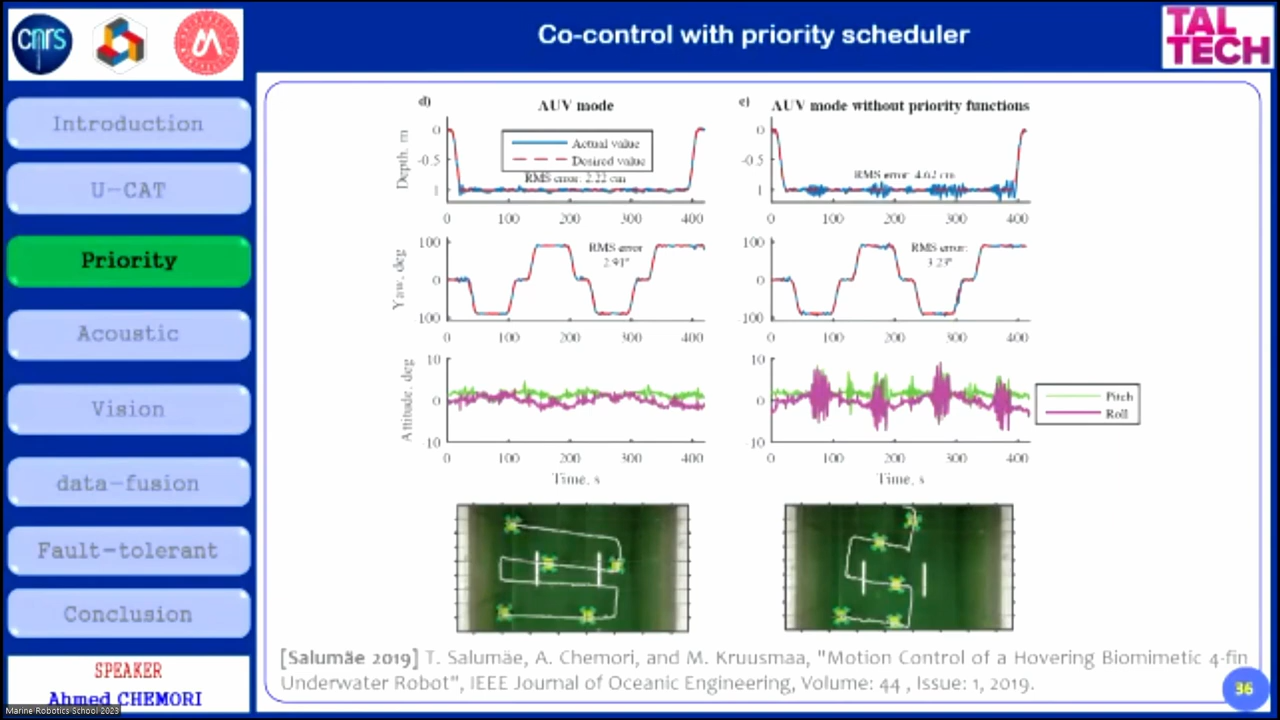 cnrs
Co-control with priority scheduler
TAL
TECH
Introduction
U-CAT
Priority
Acoustic
Vision
data-fusion
Fault-tolerant
Conclusion
SPEAKER
Ahmed CHEMORI
Marine Robotics School 2023
d) AUV mode
Actual value
Desired value
RMS error: 2.22 cm
Depth, m
0
-0.5
1
0 100 200 300 400
e) AUV mode without priority functions
RMS error: 4.62 cm
0
-0.5
1
0 100 200 300 400
Yaw, deg
100
0
100
RMS error
2.91°
0 100 200 300 400
100
0
100
RMS error:
3.23°
0 100 200 300 400
Attitude, deg
10
0
-10
0 100 200 300 400
Time, s
10
0
10
0 100 200 300 400
Time, s
Pitch
Roll
[Salumäe 2019] T. Salumäe, A. Chemori, and M. Kruusmaa, "Motion Control of a Hovering Biomimetic 4-fin
Underwater Robot", IEEE Journal of Oceanic Engineering, Volume: 44 , Issue: 1, 2019.
36